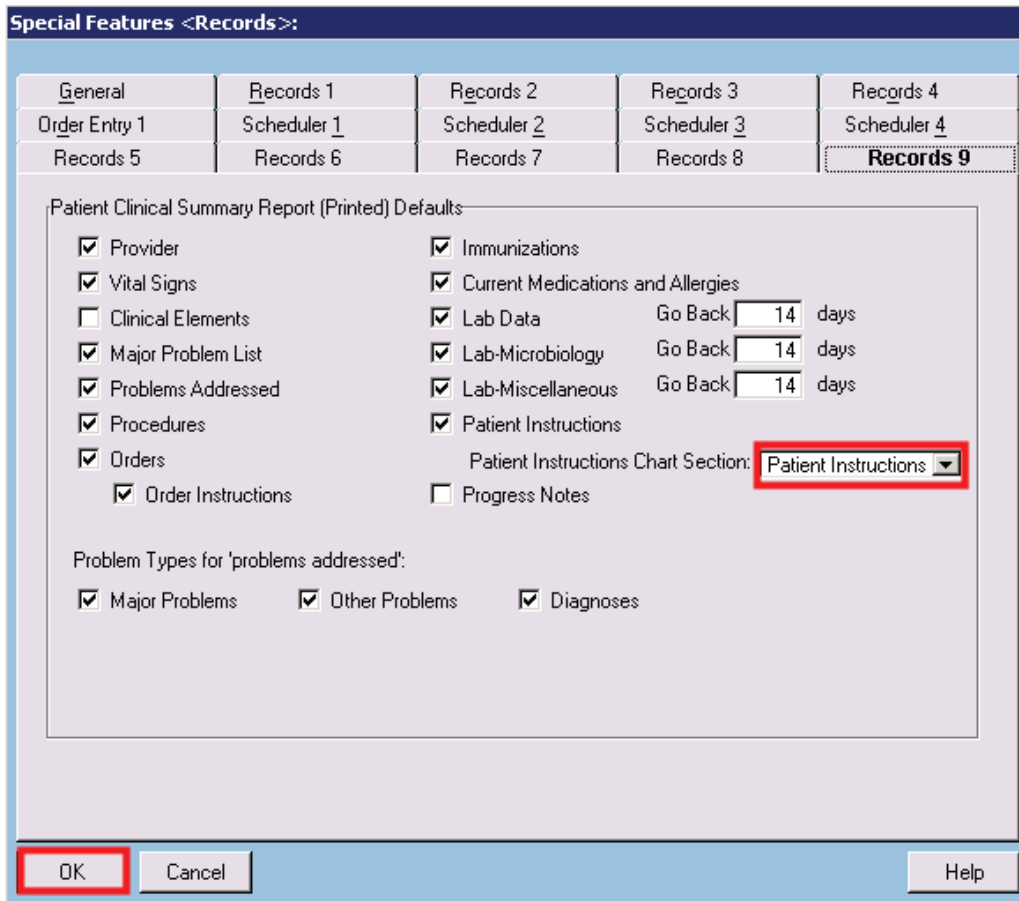 Special Features <Records>:
General Records 1 Records 2 Records 3 Records 4
Order Entry 1 Scheduler 1 Scheduler 2 Scheduler 3 Scheduler 4
Records 5 Records 6 Records 7 Records 8 Records 9
Patient Clinical Summary Report (Printed) Defaults
Provider Immunizations
Vital Signs Current Medications and Allergies
Clinical Elements Lab Data Go Back 14 days
Major Problem List Lab-Microbiology Go Back 14 days
Problems Addressed Lab-Miscellaneous Go Back 14 days
Procedures Patient Instructions
Orders Patient Instructions Chart Section: Patient Instructions
Order Instructions Progress Notes
Problem Types for 'problems addressed':
Major Problems Other Problems Diagnoses
OK Cancel Help